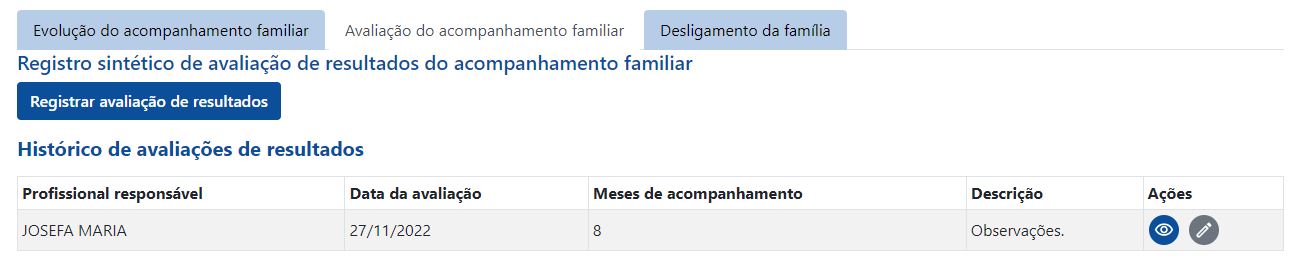 Evolução do acompanhamento familiar Avaliação do acompanhamento familiar Desligamento da família
Registro sintético de avaliação de resultados do acompanhamento familiar
Registrar avaliação de resultados
Histórico de avaliações de resultados
Profissional responsável Data da avaliação Meses de acompanhamento Descrição Ações
JOSEFA MARIA 27/11/2022 8 Observações.